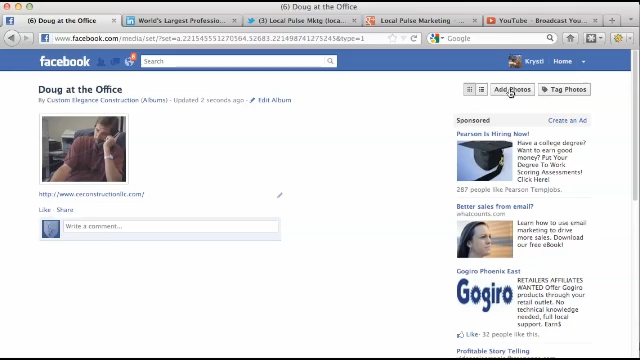 (6) Doug at the Office
(6) Doug at the Office
World's Largest Professio...
(3) Local Pulse Mktg (loca...
Local Pulse Marketing - ...
YouTube - Broadcast You...
www.facebook.com/media/set/?set=a.221545551270564.52683.221498741275245&type=1
Google
facebook
6
Search
Krysti
Home
Doug at the Office
By Custom Elegance Construction (Albums) · Updated 2 seconds ago · Edit Album
Add Photos
Tag Photos
http://www.ceconstructionllc.com/
Like · Share
Write a comment...
Sponsored
Create an Ad
Pearson Is Hiring Now!
Have a college degree?
Want to earn good
money? Put Your
Degree To Work
Scoring Assessments!
Click Here!
287 people like Pearson TempJobs.
Better sales from email?
whatcounts.com
Learn how to use email
marketing to drive
more sales. Download
our free eBook!
Gogiro Phoenix East
Gogiro
RETAILERS AFFILIATES
WANTED Offer Gogiro
products through your
retail outlet. No
technical knowledge
needed, full local
support. Earn$
Like · 32 people like this.
Profitable Story Telling